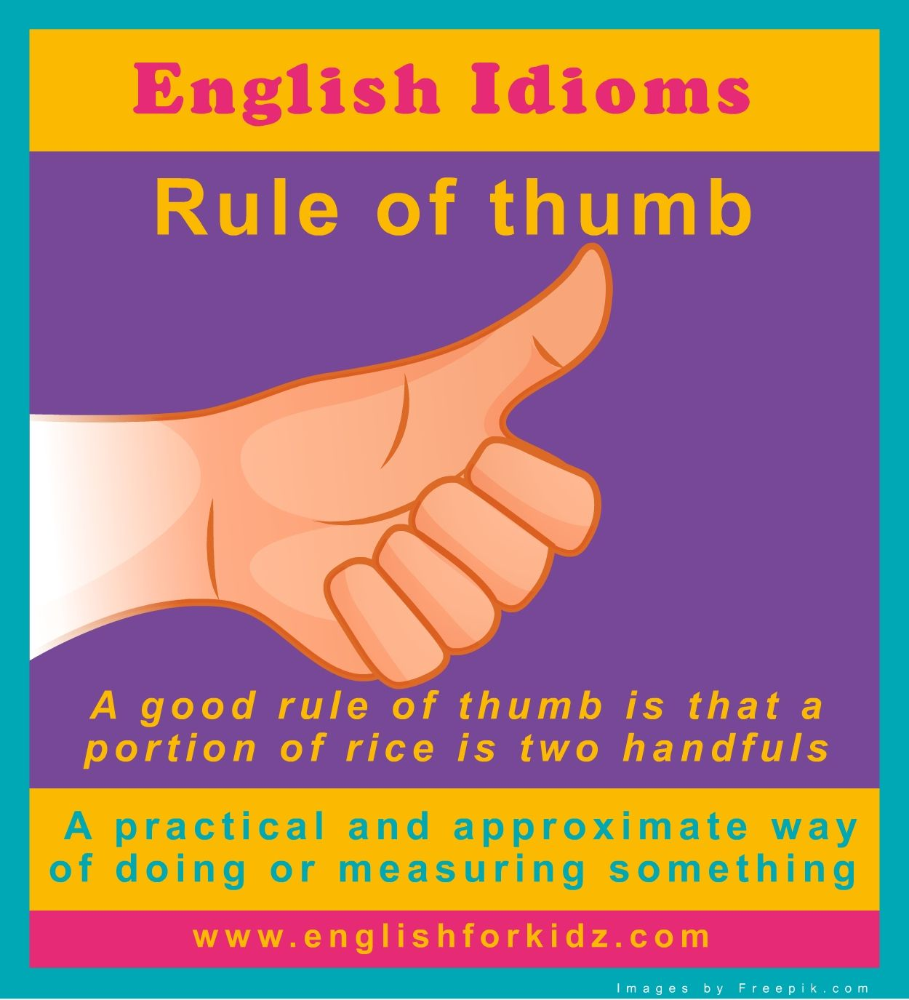 English Idioms
Rule of thumb
A good rule of thumb is that a
portion of rice is two handfuls
A practical and approximate way
of doing or measuring something
www.englishforkidz.com
Images by Freepik.com